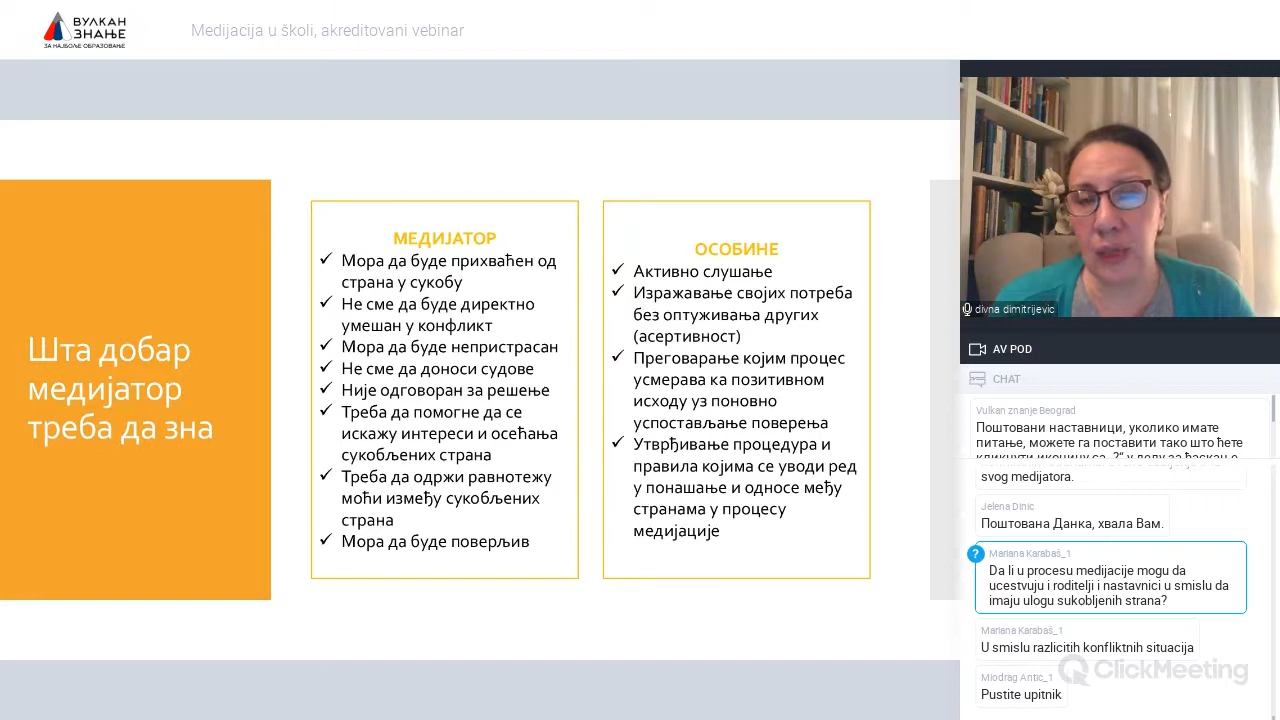 ВУЛКАН
ЗНАЊЕ
ЗА НАЈБОЉЕ ОБРАЗОВАЊЕ
Medijacija u školi, akreditovani vebinar
Шта добар
медијатор
треба да зна
МЕДИЈАТОР
Мора да буде прихваћен од
страна у сукобу
Не сме да буде директно
умешан у конфликт
Мора да буде непристрасан
Не сме да доноси судове
Није одговоран за решење
Треба да помогне да се
искажу интереси и осећања
сукобљених страна
Треба да одржи равнотежу
моћи између сукобљених
страна
Мора да буде поверљив
ОСОБИНЕ
Активно слушање
Изражавање својих потреба
без оптуживања других
(асертивност)
Преговарање којим процес
усмерава ка позитивном
исходу уз поновно
успостављање поверења
Утврђивање процедура и
правила којима се уводи ред
у понашање и односе међу
странама у процесу
медијације
divna dimitrijevic
AV POD
CHAT
Vulkan znanje Beograd
Поштовани наставници, уколико имате
питање, можете га поставити тако што ћете
кликнути иконицу са „?“ у делу за ћаскање
svog medijatora.
Jelena Dinic
Поштована Данка, хвала Вам.
?
Mariana Karabaš_1
Da li u procesu medijacije mogu da
ucestvuju i roditelji i nastavnici u smislu da
imaju ulogu sukobljenih strana?
Mariana Karabaš_1
U smislu razlicitih konfliktnih situacija
ClickMeeting
Miodrag Antic_1
Pustite upitnik